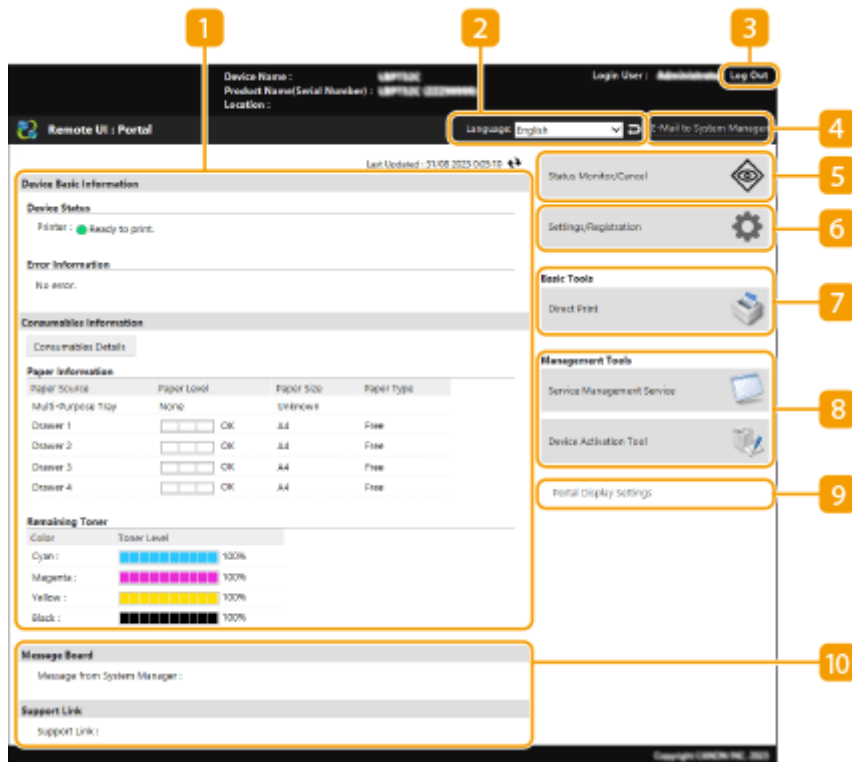 1
2
3
Device Name :
Login User :
Log Out
Product Name(Serial Number) :
Location :
Remote UI : Portal
Language: English
E-Mail to System Manager
4
Last Updated :
Device Basic Information
Status Monitor/Cancel
5
Device Status
Printer : Ready to print.
Settings/Registration
6
Error Information
No error.
Basic Tools
Direct Print
7
Consumables Information
Consumables Details
Management Tools
Paper Information
Paper Source Paper Level Paper Size Paper Type
Service Management Service
Multi-Purpose Tray None Unknown
8
Drawer 1 OK A4 Free
Drawer 2 OK A4 Free
Device Activation Tool
Drawer 3 OK A4 Free
Drawer 4 OK A4 Free
Portal Display Settings
9
Remaining Toner
Color Toner Level
Cyan : 100%
Magenta : 100%
Yellow : 100%
Black : 100%
Message Board
10
Message from System Manager :
Support Link
Support Link :
Copyright CANON INC. 2023